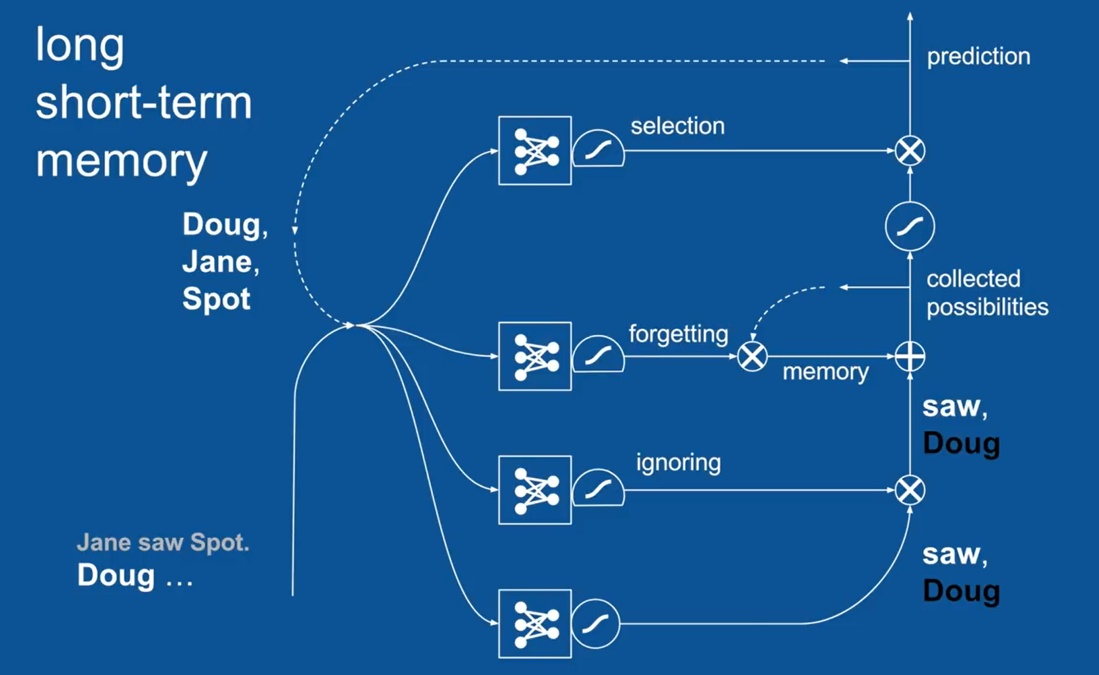 long
short-term
memory
prediction
selection
Doug,
Jane,
Spot
collected
possibilities
forgetting
memory
saw,
Doug
ignoring
Jane saw Spot.
Doug ...
saw,
Doug